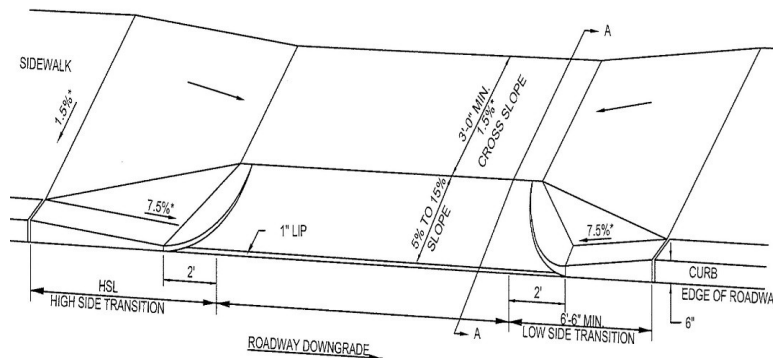 A
SIDEWALK
1.5%*
3'-0" MIN.
1.5%*
CROSS SLOPE
7.5%*
5% TO 15%
SLOPE
7.5%*
1" LIP
2'
2'
CURB
EDGE OF ROADWA
HSL
HIGH SIDE TRANSITION
A
6'-6" MIN.
LOW SIDE TRANSITION
6"
ROADWAY DOWNGRADE